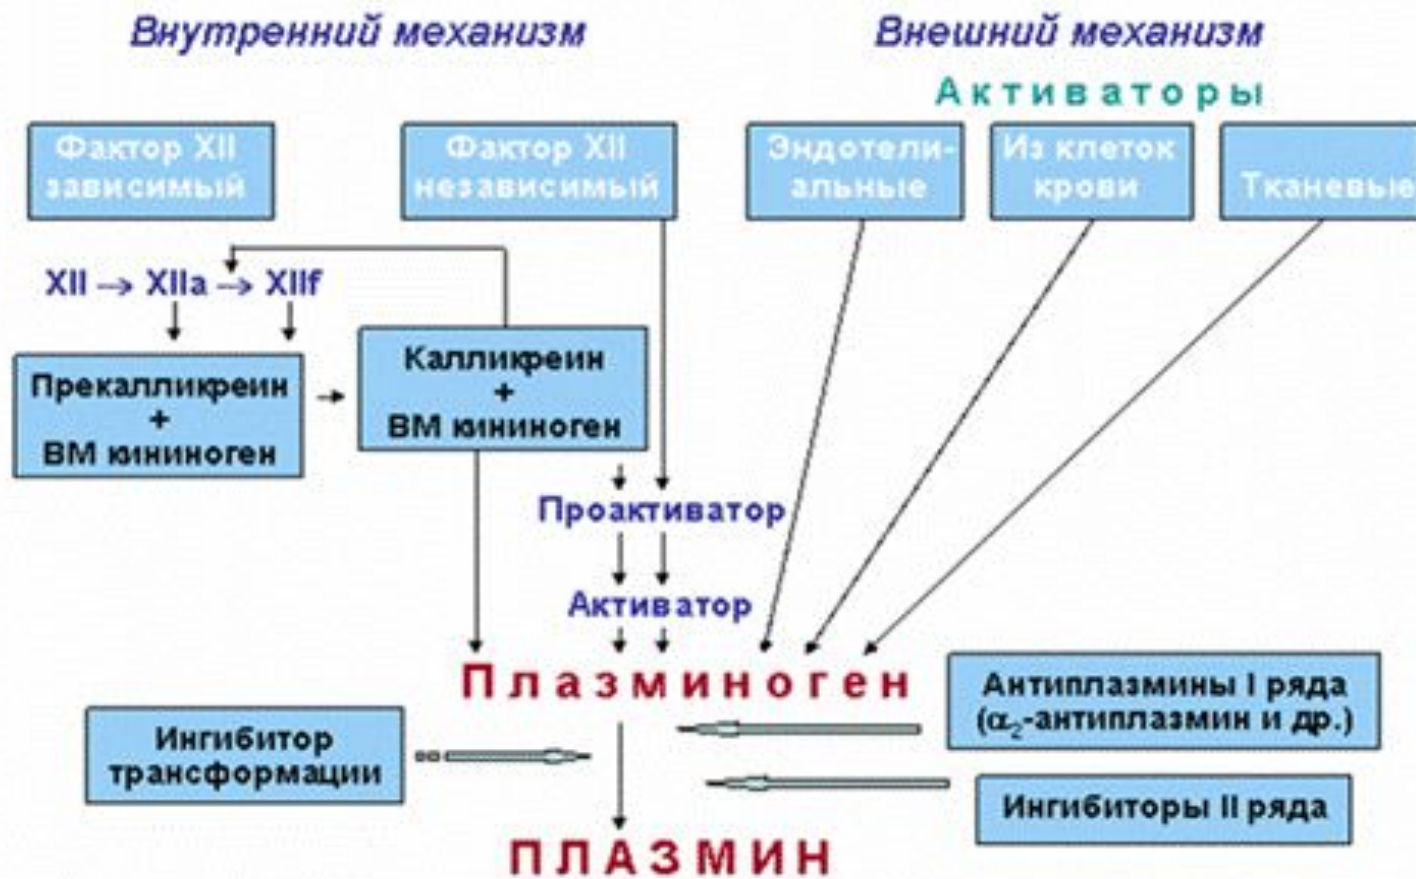 Внутренний механизм
Внешний механизм
Активаторы
Фактор XII
зависимый
Фактор XII
независимый
Эндотели-
альные
Из клеток
крови
Тканевые
XII → XIIa → XIIf
Прекалликреин
+
ВМ кининоген
Калликреин
+
ВМ кининоген
Проактиватор
Активатор
Плазминоген
Антиплазмины I ряда
(α₂-антиплазмин и др.)
Ингибитор
трансформации
Ингибиторы II ряда
ПЛАЗМИН